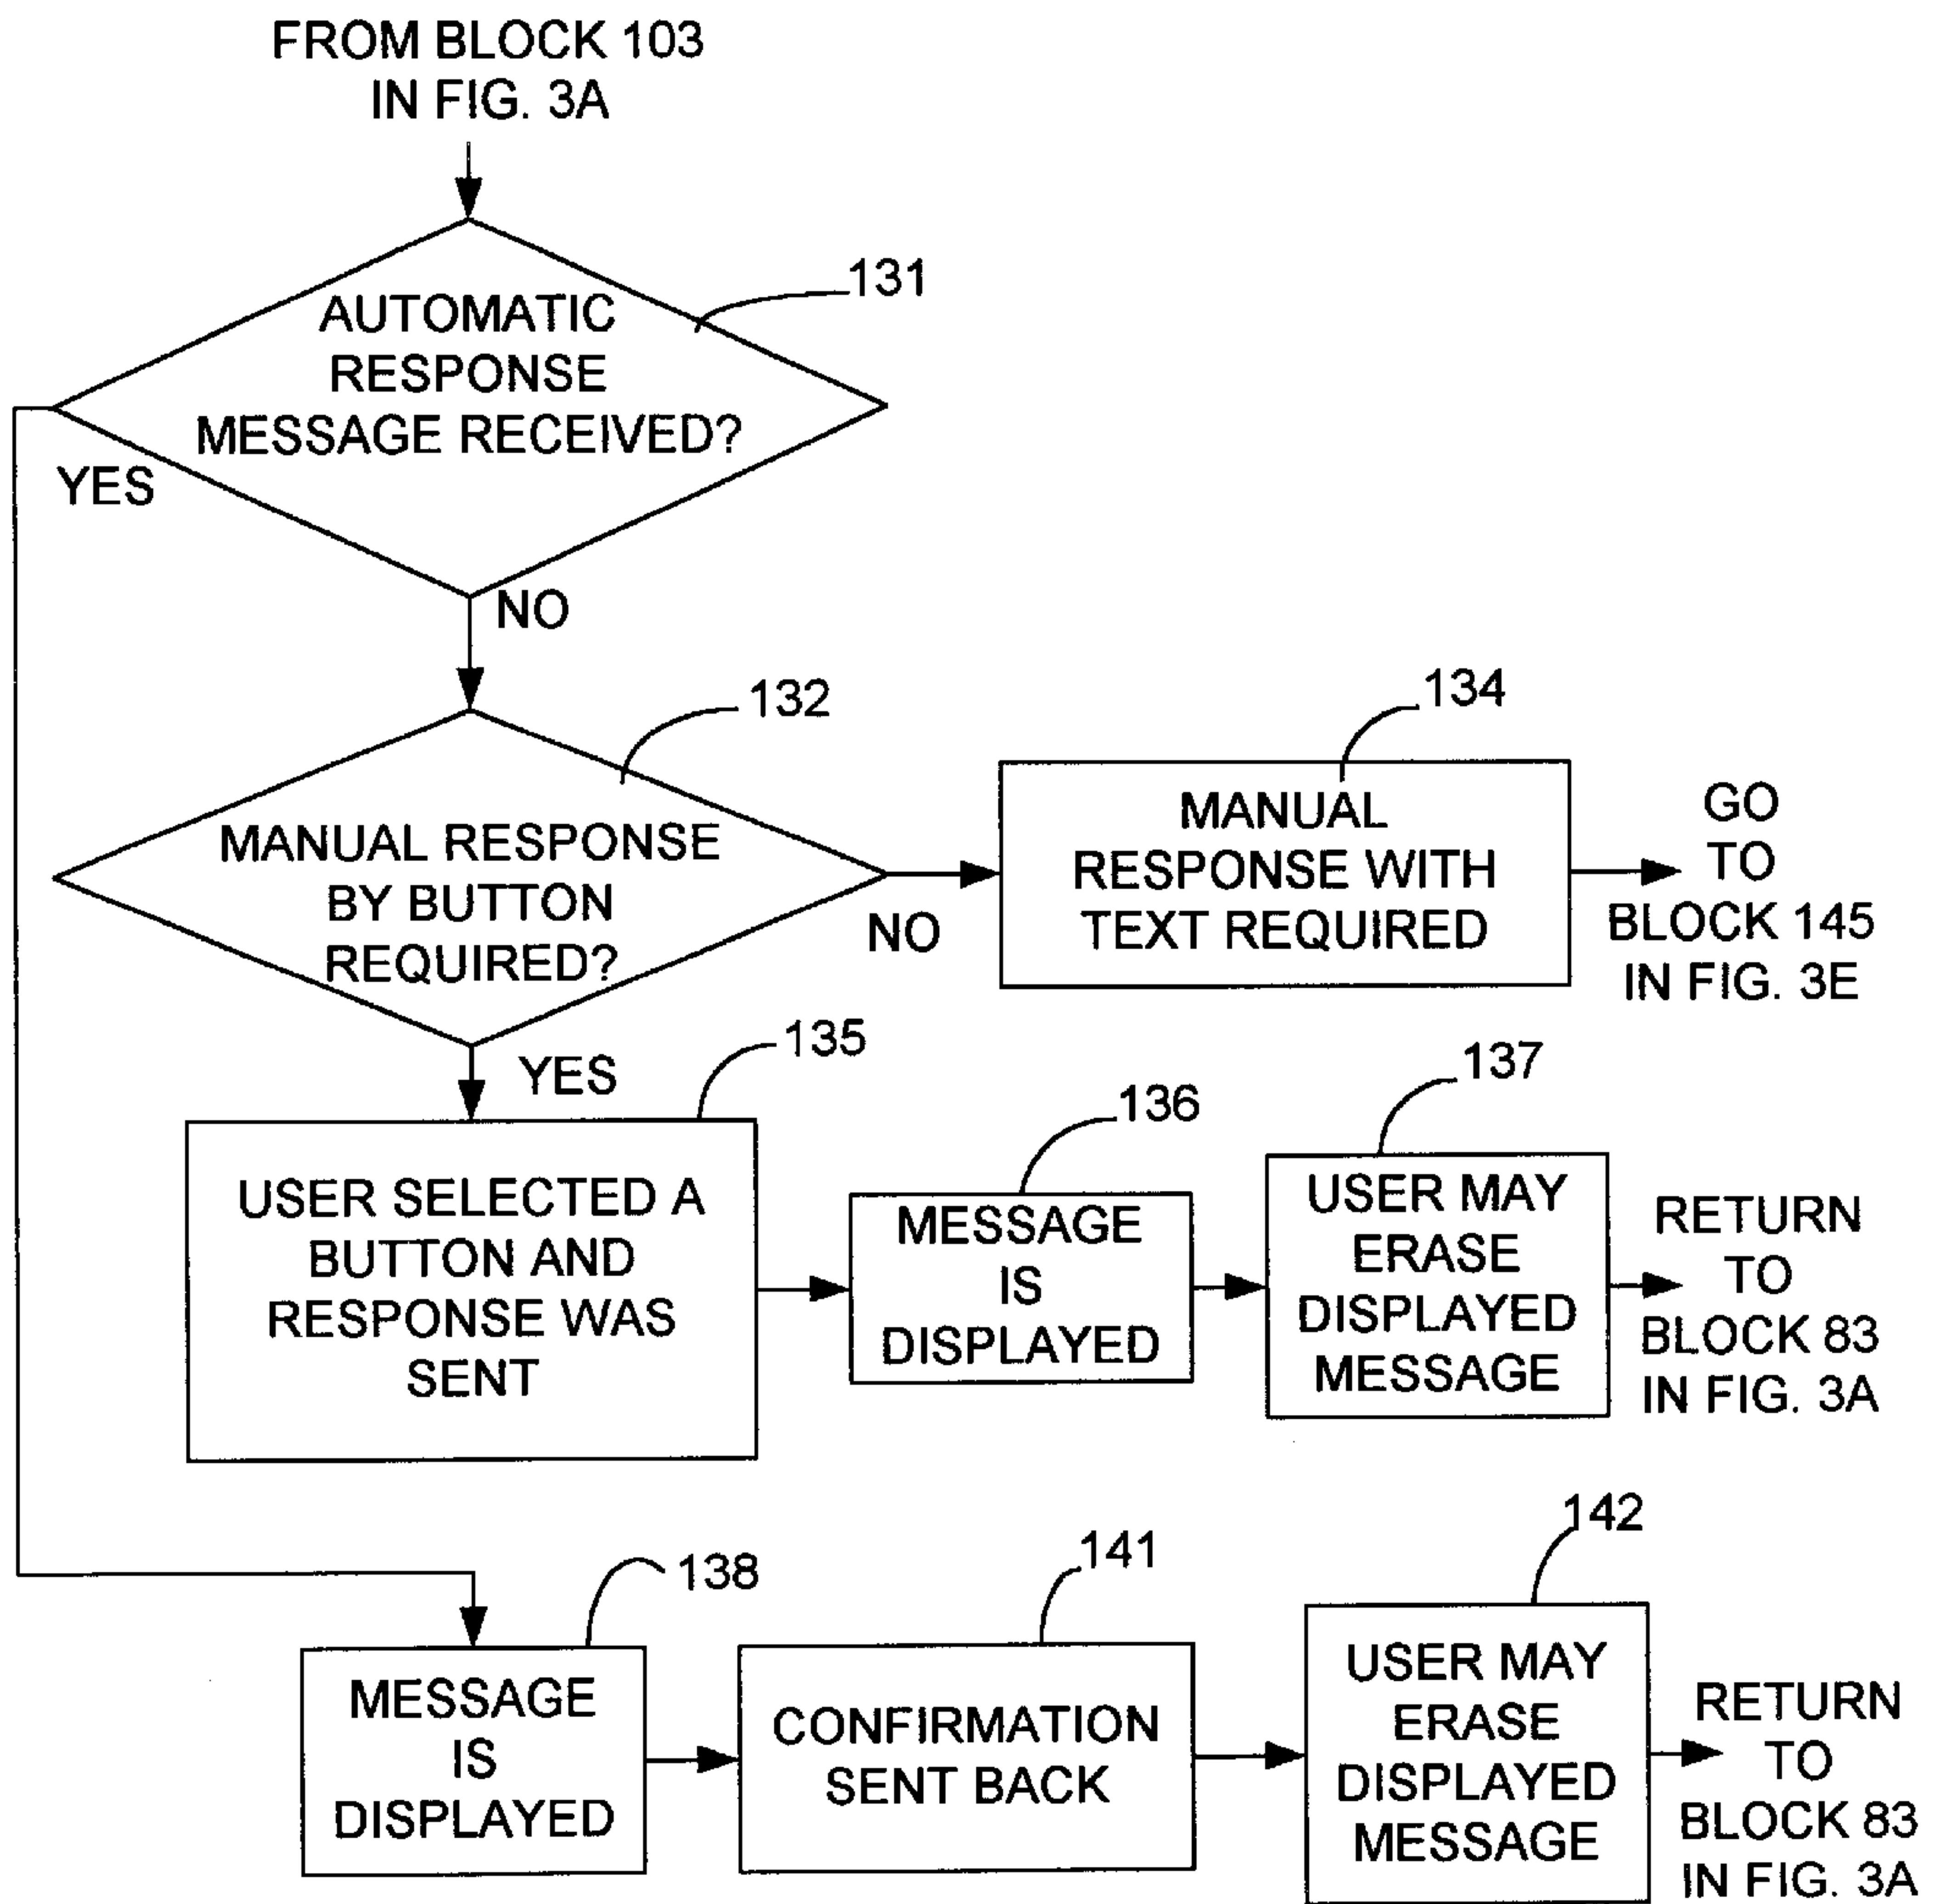 FROM BLOCK 103
IN FIG. 3A
131
AUTOMATIC
RESPONSE
MESSAGE RECEIVED?
YES
NO
132
MANUAL RESPONSE
BY BUTTON
REQUIRED?
NO
134
MANUAL
RESPONSE WITH
TEXT REQUIRED
GO
TO
BLOCK 145
IN FIG. 3E
YES
135
USER SELECTED A
BUTTON AND
RESPONSE WAS
SENT
136
MESSAGE
IS
DISPLAYED
137
USER MAY
ERASE
DISPLAYED
MESSAGE
RETURN
TO
BLOCK 83
IN FIG. 3A
138
MESSAGE
IS
DISPLAYED
141
CONFIRMATION
SENT BACK
142
USER MAY
ERASE
DISPLAYED
MESSAGE
RETURN
TO
BLOCK 83
IN FIG. 3A